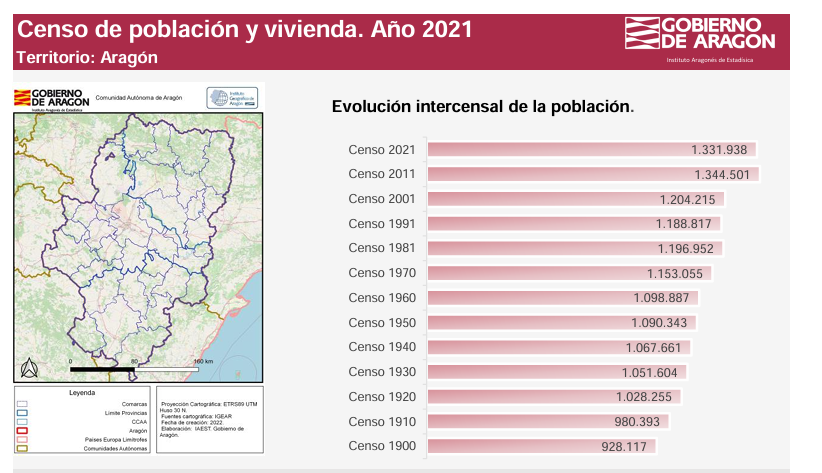 Censo de población y vivienda. Año 2021
Territorio: Aragón
GOBIERNO
DE ARAGON
Instituto Aragonés de Estadísica
GOBIERNO
DE ARAGON
Instituto Aragonés de Estadística
Comunidad Autónoma de Aragón
Instituto
Geográfico de
Aragón
0 80 160 km
Leyenda
Comarcas
Límite Provincias
CCAA
Aragón
Países Europa Limítrofes
Comunidades Autónomas
Proyección Cartográfica: ETRS89 UTM
Huso 30 N.
Fuentes cartográfica: IGEAR
Fecha de creación: 2022.
Elaboración: IAEST. Gobierno de
Aragón.
Evolución intercensal de la población.
Censo 2021 1.331.938
Censo 2011 1.344.501
Censo 2001 1.204.215
Censo 1991 1.188.817
Censo 1981 1.196.952
Censo 1970 1.153.055
Censo 1960 1.098.887
Censo 1950 1.090.343
Censo 1940 1.067.661
Censo 1930 1.051.604
Censo 1920 1.028.255
Censo 1910 980.393
Censo 1900 928.117